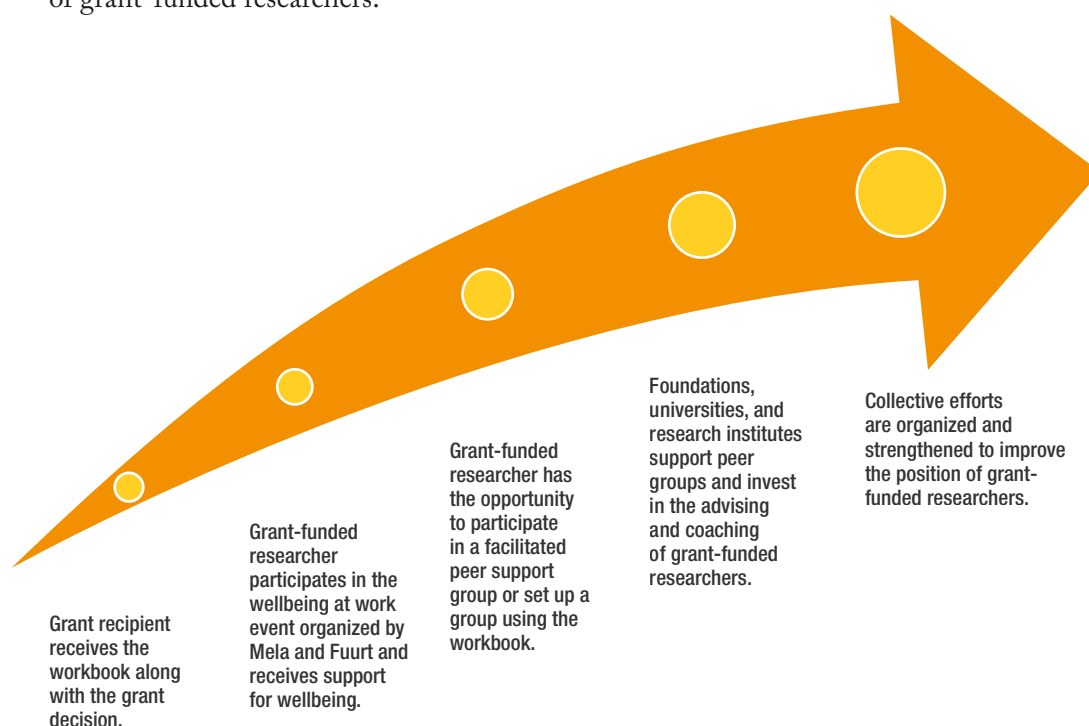 of grant-funded researchers.
Grant recipient
receives the
workbook along
with the grant
decision.
Grant-funded
researcher
participates in the
wellbeing at work
event organized by
Mela and Fuurt and
receives support
for wellbeing.
Grant-funded
researcher has
the opportunity
to participate
in a facilitated
peer support
group or set up a
group using the
workbook.
Foundations,
universities, and
research institutes
support peer
groups and invest
in the advising
and coaching
of grant-funded
researchers.
Collective efforts
are organized and
strengthened to improve
the position of grant-
funded researchers.